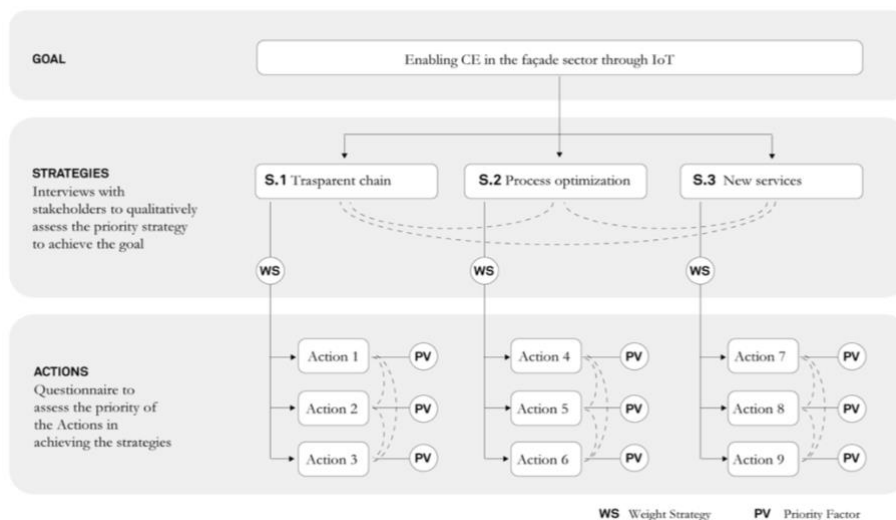 GOAL
Enabling CE in the façade sector through IoT
STRATEGIES
Interviews with
stakeholders to qualitatively
assess the priority strategy
to achieve the goal
S.1 Trasparent chain
S.2 Process optimization
S.3 New services
WS
WS
WS
ACTIONS
Questionnaire to
assess the priority of
the Actions in
achieving the strategies
Action 1 PV
Action 4 PV
Action 7 PV
Action 2 PV
Action 5 PV
Action 8 PV
Action 3 PV
Action 6 PV
Action 9 PV
WS Weight Strategy
PV Priority Factor